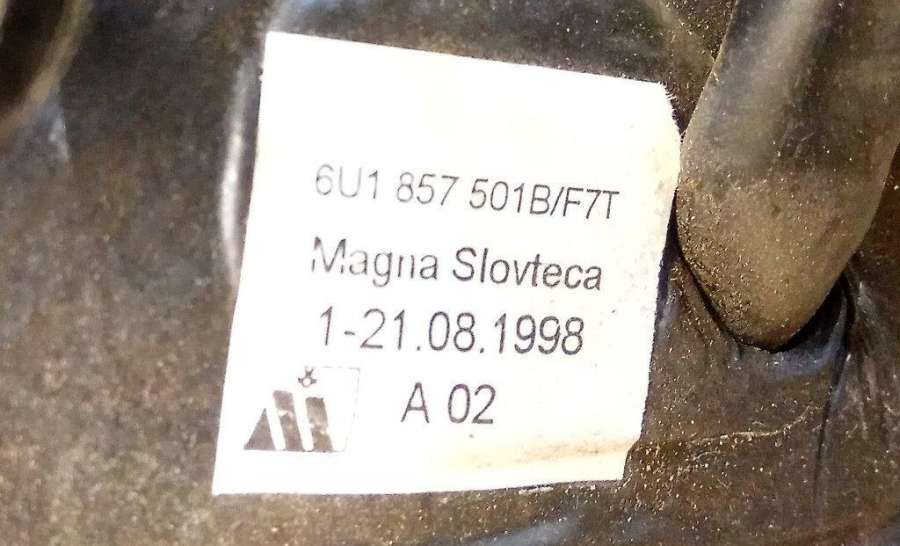 6U1 857 501B/F7T
Magna Slovteca
1-21.08.1998
A 02